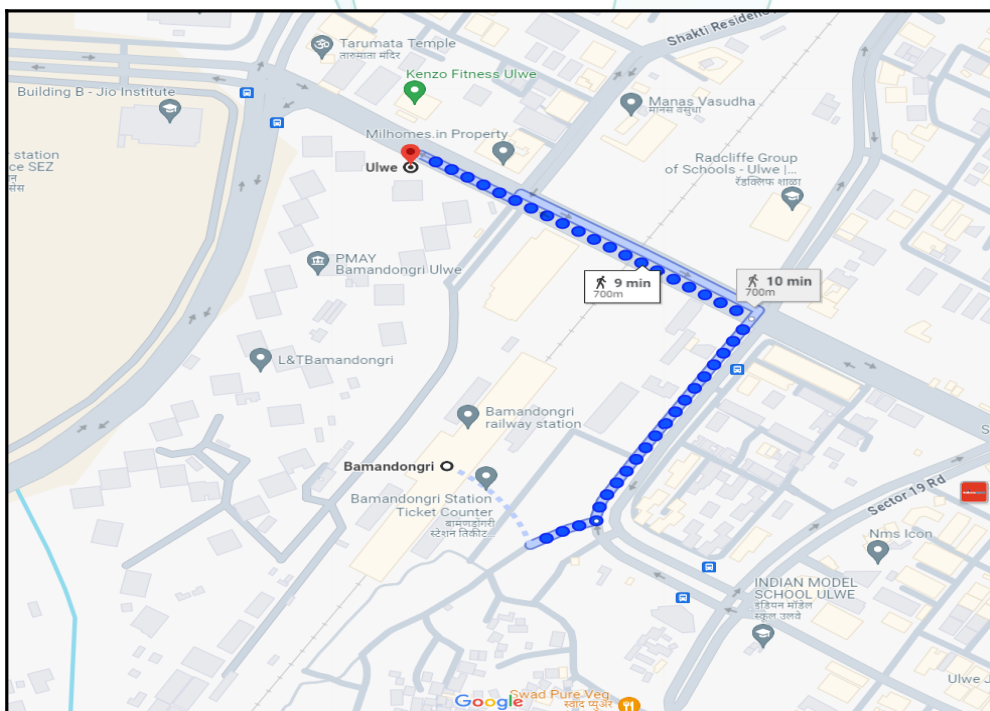 Shakti Residen
Tarumata Temple
तारुमाता मंदिर
Kenzo Fitness Ulwe
Building B - Jio Institute
Manas Vasudha
मानस वसुधा
Milhomes.in Property
station
ce SEZ
Ulwe
Radcliffe Group
of Schools - Ulwe |...
रॅडक्लिफ शाळा
PMAY
Bamandongri Ulwe
9 min
700m
10 min
700m
L&TBamandongri
Bamandongri
railway station
Bamandongri
Bamandongri Station
Ticket Counter
बामणडोंगरी
स्टेशन तिकीट...
Sector 19 Rd
Nms Icon
INDIAN MODEL
SCHOOL ULWE
इंडियन मॉडेल
स्कूल उलवे
Ulwe J
Swad Pure Veg
स्वाद प्युअर
Google